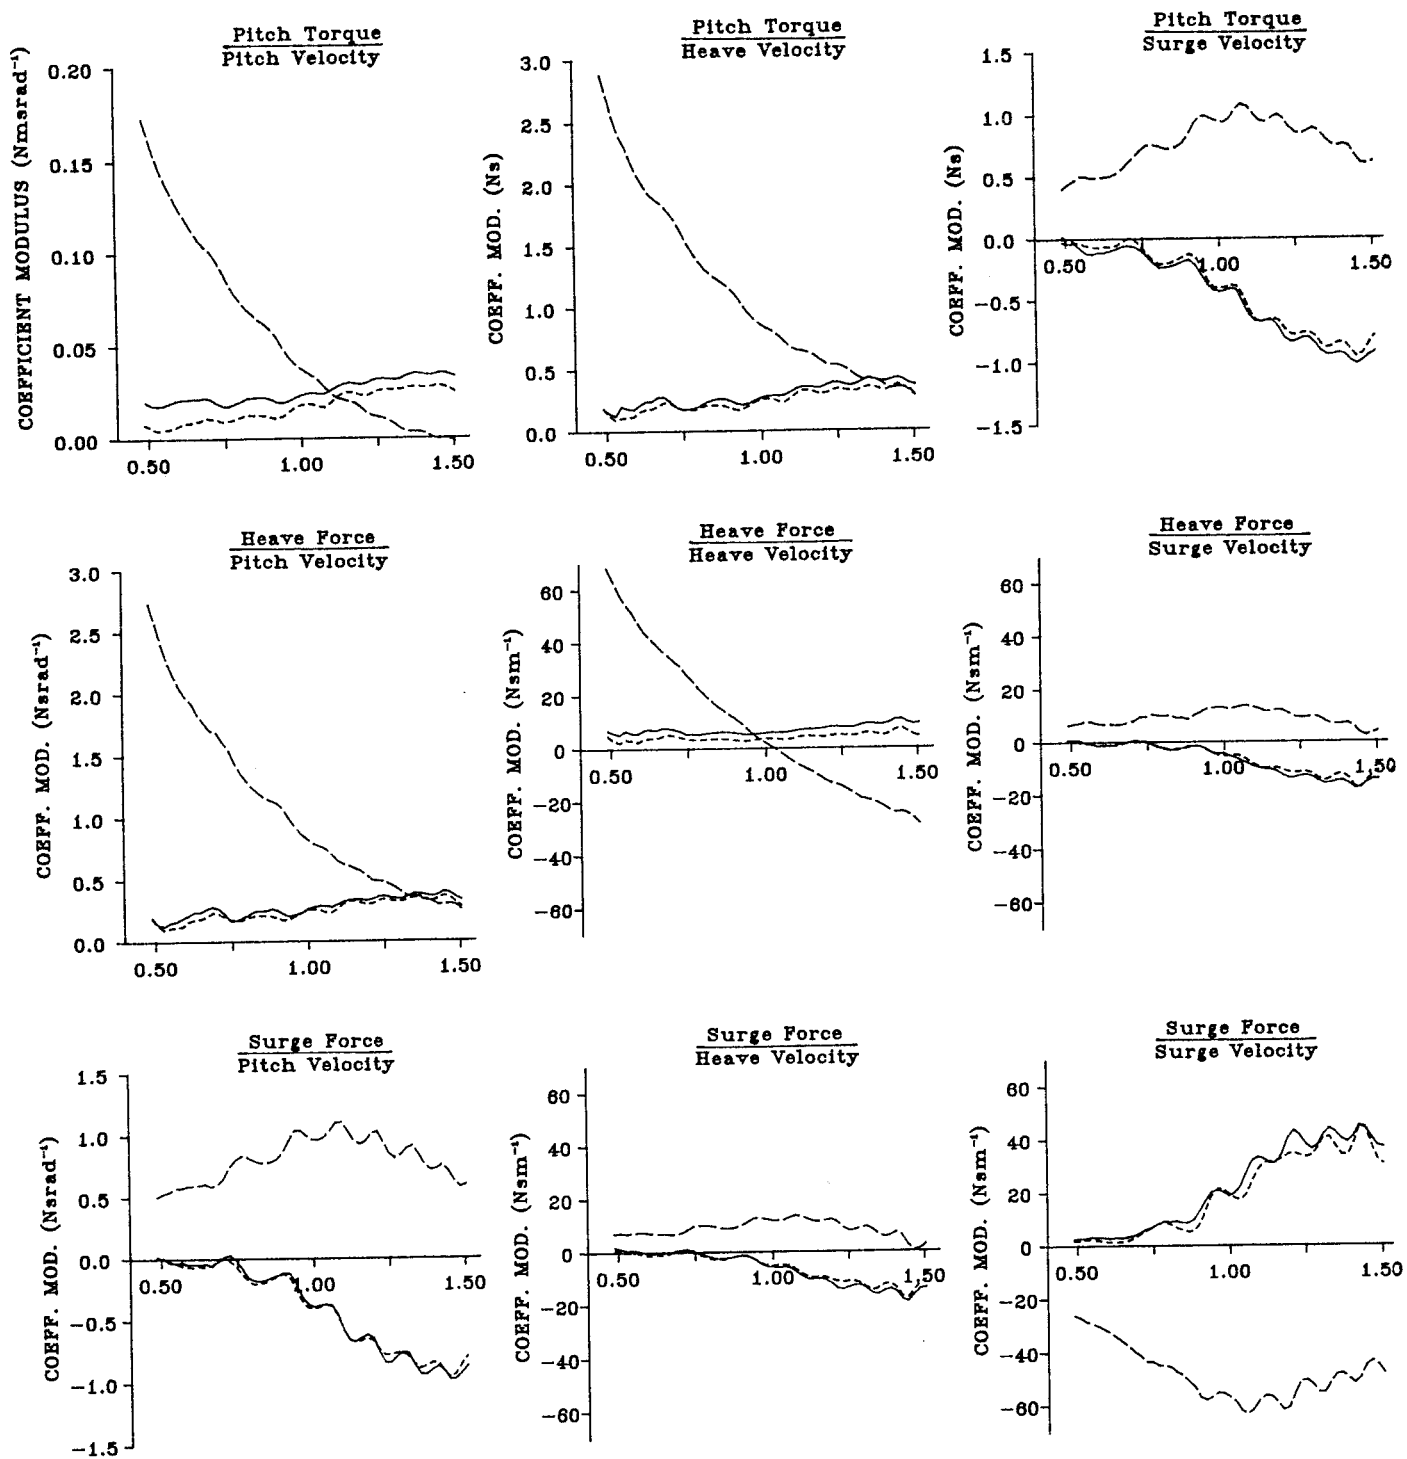 Pitch Torque
Pitch Velocity
COEFFICIENT MODULUS (Nmsrad⁻¹)
0.20
0.15
0.10
0.05
0.00
0.50 1.00 1.50
Pitch Torque
Heave Velocity
COEFF. MOD. (Ns)
3.0
2.5
2.0
1.5
1.0
0.5
0.0
0.50 1.00 1.50
Pitch Torque
Surge Velocity
COEFF. MOD. (Ns)
1.5
1.0
0.5
0.0
-0.5
-1.0
-1.5
0.50 1.00 1.50
Heave Force
Pitch Velocity
COEFF. MOD. (Nsrad⁻¹)
3.0
2.5
2.0
1.5
1.0
0.5
0.0
0.50 1.00 1.50
Heave Force
Heave Velocity
COEFF. MOD. (Nsm⁻¹)
60
40
20
0
-20
-40
-60
0.50 1.00 1.50
Heave Force
Surge Velocity
COEFF. MOD. (Nsm⁻¹)
60
40
20
0
-20
-40
-60
0.50 1.00 1.50
Surge Force
Pitch Velocity
COEFF. MOD. (Nsrad⁻¹)
1.5
1.0
0.5
0.0
-0.5
-1.0
-1.5
0.50 1.00 1.50
Surge Force
Heave Velocity
COEFF. MOD. (Nsm⁻¹)
60
40
20
0
-20
-40
-60
0.50 1.00 1.50
Surge Force
Surge Velocity
COEFF. MOD. (Nsm⁻¹)
60
40
20
0
-20
-40
-60
0.50 1.00 1.50